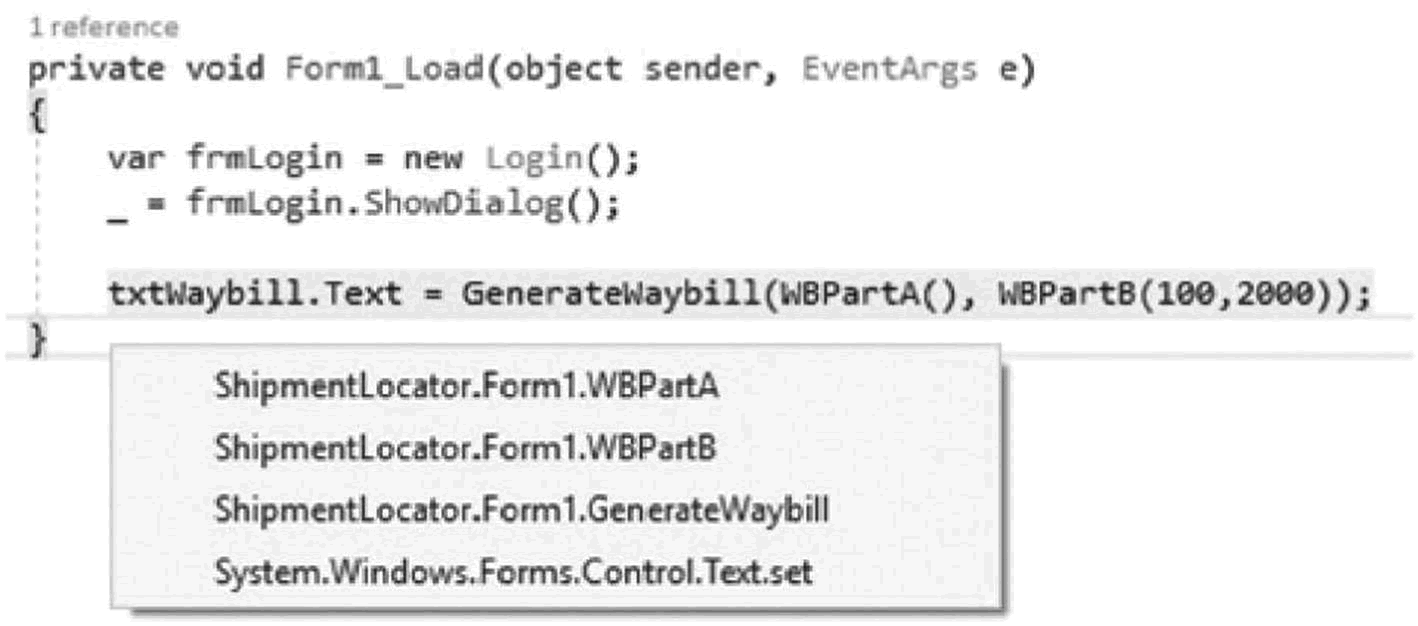 1 reference
private void Form1_Load(object sender, EventArgs e)
{
var frmLogin = new Login();
_ = frmLogin.ShowDialog();
txtWaybill.Text = GenerateWaybill(WBPartA(), WBPartB(100,2000));
}
ShipmentLocator.Form1.WBPartA
ShipmentLocator.Form1.WBPartB
ShipmentLocator.Form1.GenerateWaybill
System.Windows.Forms.Control.Text.set